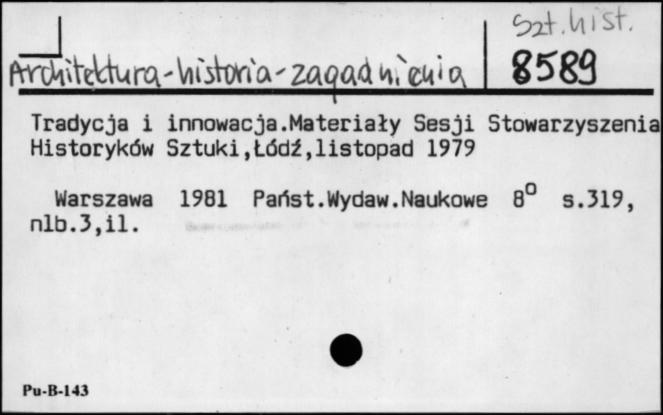 Szt. hist.
Architektura-historia-zagadnienia 8589
Tradycja i innowacja.Materiały Sesji Stowarzyszenia
Historyków Sztuki,Łódź,listopad 1979
Warszawa 1981 Państ.Wydaw.Naukowe 8° s.319,
nlb.3,il.
Pu-B-143